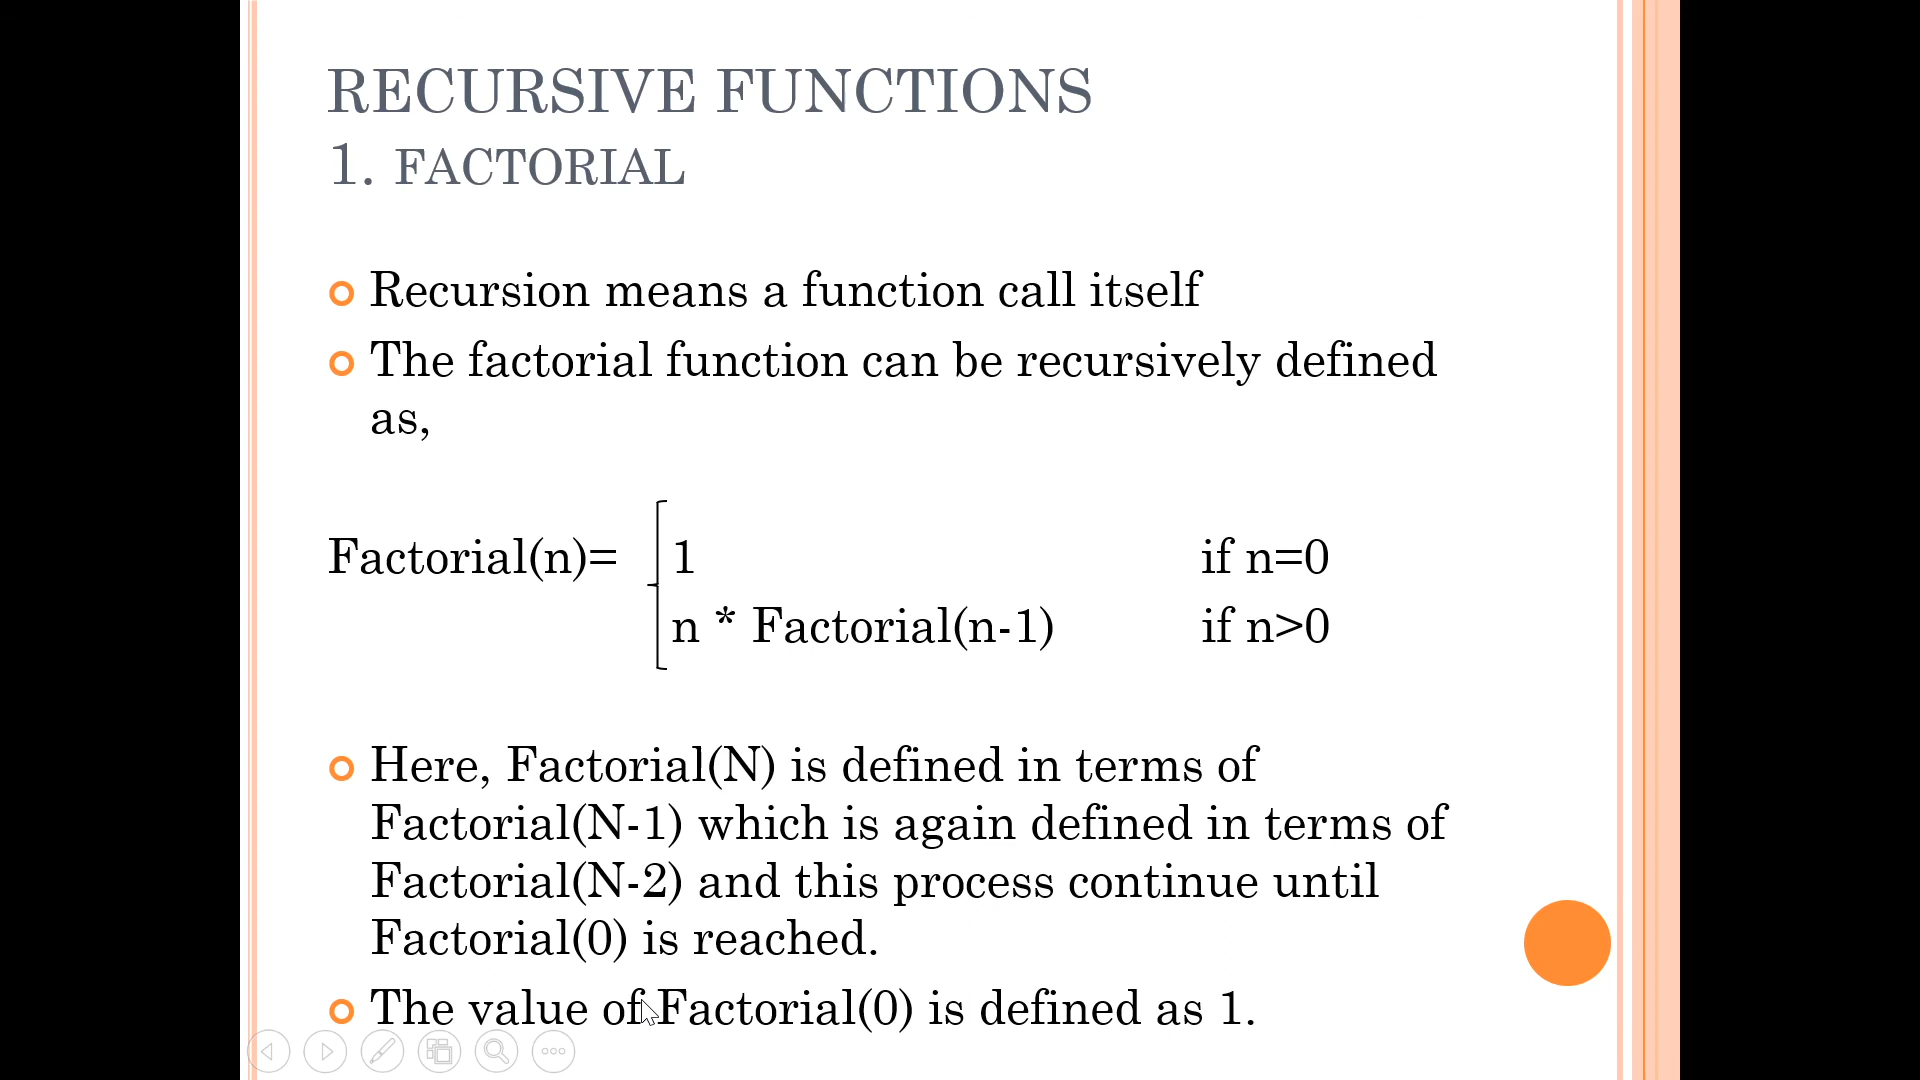 RECURSIVE FUNCTIONS
1. FACTORIAL
Recursion means a function call itself
The factorial function can be recursively defined
as,
Factorial(n)= 1 if n=0
n * Factorial(n-1) if n>0
Here, Factorial(N) is defined in terms of
Factorial(N-1) which is again defined in terms of
Factorial(N-2) and this process continue until
Factorial(0) is reached.
The value of Factorial(0) is defined as 1.